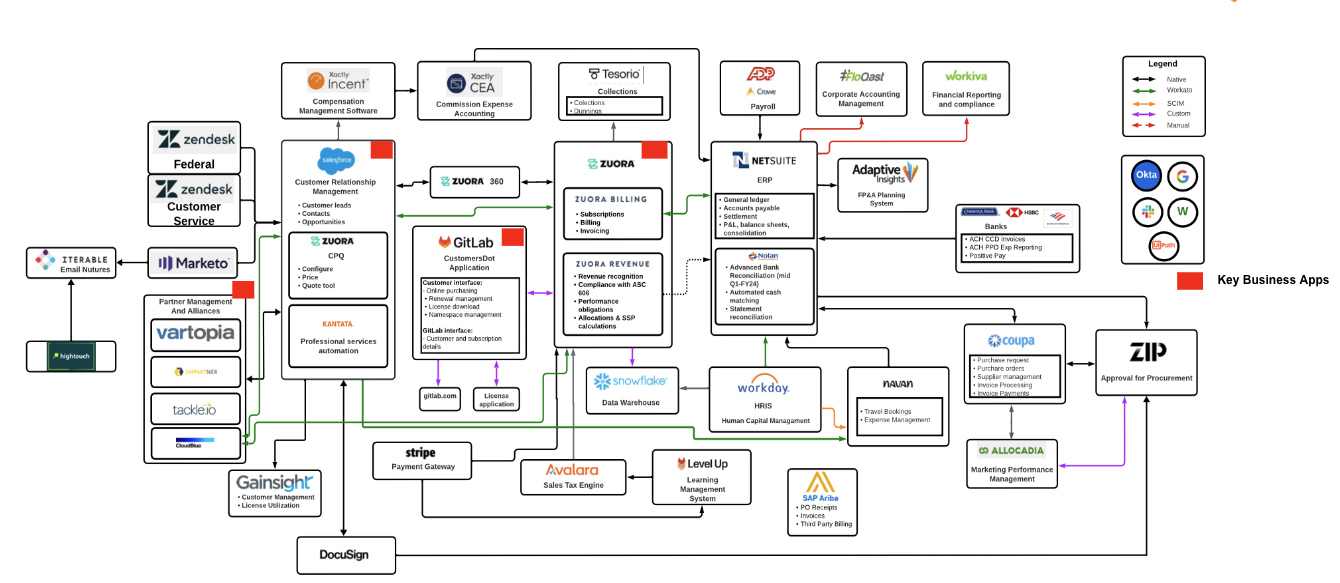 Xactly
Incent™
Compensation
Management Software
Xactly
CEA
Commission Expense
Accounting
Tesorio
Collections
• Colections
• Dunnings
ADP
Crowe
Payroll
#FloQast
Corporate Accounting
Management
workiva
Financial Reporting
and compliance
Legend
Native
Workato
SCIM
Custom
Manual
zendesk
Federal
zendesk
Customer
Service
salesforce
Customer Relationship
Management
• Customer leads
• Contacts
• Opportunities
ZUORA
CPQ
• Configure
• Price
• Quote tool
KANTATA
Professional services
automation
ZUORA 360
ZUORA
ZUORA BILLING
• Subscriptions
• Billing
• Invoicing
ZUORA REVENUE
• Revenue recognition
• Compliance with ASC
606
• Performance
obligations
• Allocations & SSP
calculations
NETSUITE
ERP
• General ledger
• Accounts payable
• Settlement
• P&L, balance sheets,
consolidation
Nolan
• Advanced Bank
Reconciliation (mid
Q1-FY24)
• Automated cash
matching
• Statement
reconciliation
Adaptive
Insights
FP&A Planning
System
Okta
G
W
UiPath
HSBC
Banks
• ACH CCD Invoices
• ACH PPD Exp Reporting
• Positive Pay
Key Business Apps
ITERABLE
Email Nutures
Marketo
GitLab
CustomersDot
Application
Customer interface:
- Online purchasing
• Renewal management
• License download
• Namespace management
GitLab interface:
- Customer and subscription
details
Partner Management
And Alliances
vartopia
tackle.io
CloudBlue
hightouch
gitlab.com
License
application
snowflake
Data Warehouse
workday.
HRIS
Human Capital Managament
NAVAN
• Travel Bookings
• Expense Management
coupa
• Purchase request
• Purchare orders
• Supplier management
• Invoice Processing
• Invoice Payments
ZIP
Approval for Procurement
ALLOCADIA
Marketing Performance
Management
stripe
Payment Gateway
Avalara
Sales Tax Engine
Level Up
Learning
Management
System
SAP Ariba
• PO Receipts
• Invoices
• Third Party Billing
Gainsight
• Customer Management
• License Utilization
DocuSign